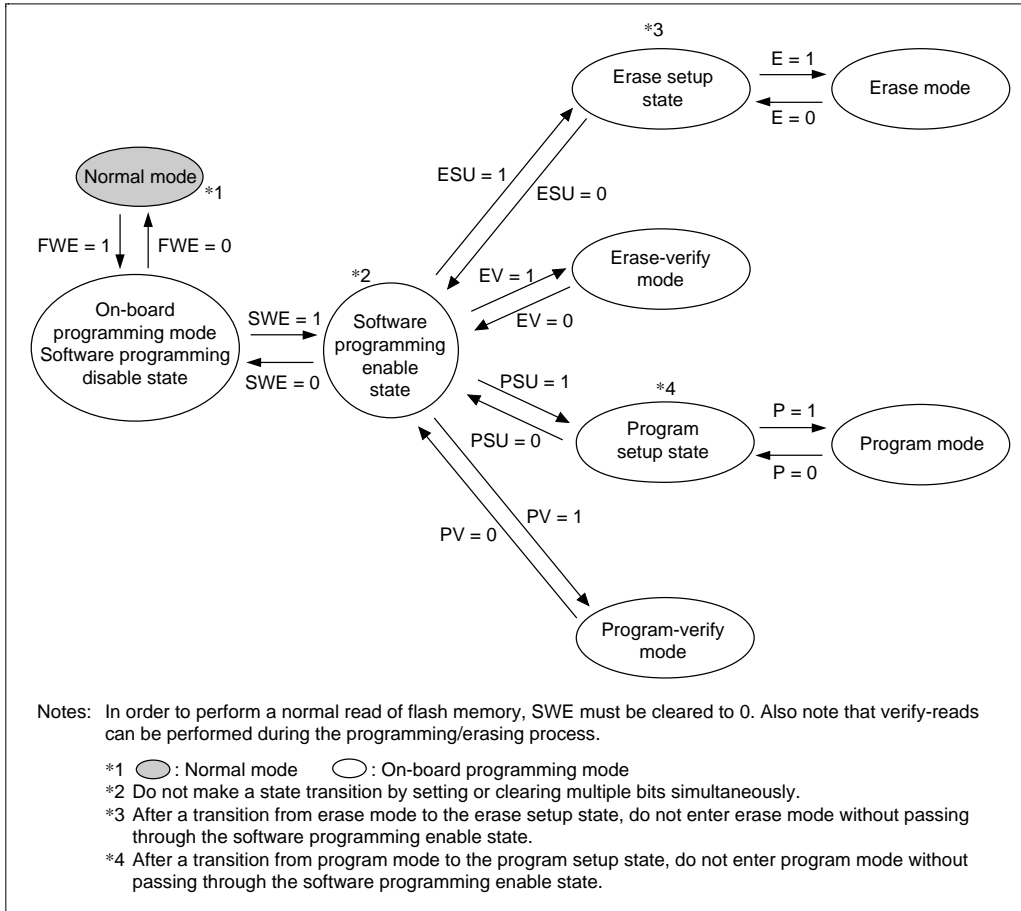 *3
Erase setup
state
E = 1
E = 0
Erase mode
Normal mode
*1
ESU = 1
ESU = 0
FWE = 1
FWE = 0
*2
EV = 1
EV = 0
Erase-verify
mode
On-board
programming mode
Software programming
disable state
SWE = 1
SWE = 0
Software
programming
enable
state
PSU = 1
PSU = 0
*4
Program
setup state
P = 1
P = 0
Program mode
PV = 1
PV = 0
Program-verify
mode
Notes: In order to perform a normal read of flash memory, SWE must be cleared to 0. Also note that verify-reads
can be performed during the programming/erasing process.
*1 : Normal mode : On-board programming mode
*2 Do not make a state transition by setting or clearing multiple bits simultaneously.
*3 After a transition from erase mode to the erase setup state, do not enter erase mode without passing
through the software programming enable state.
*4 After a transition from program mode to the program setup state, do not enter program mode without
passing through the software programming enable state.